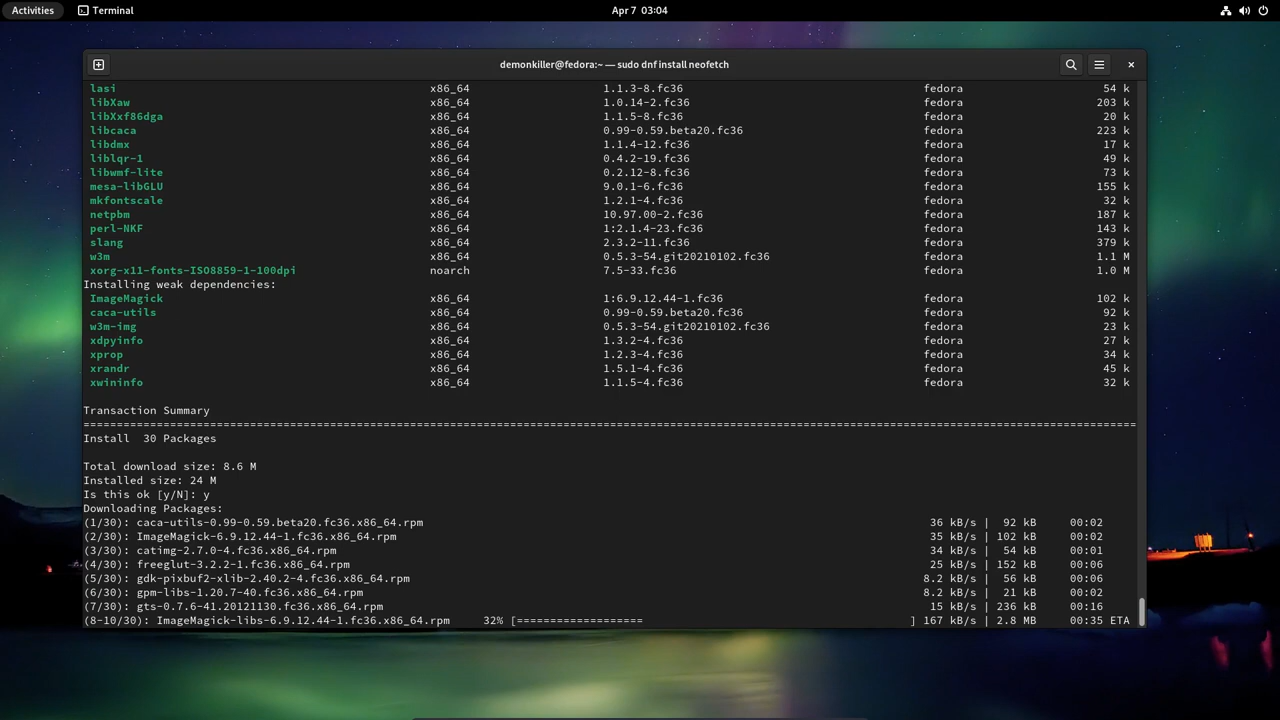 Activities Terminal Apr 7 03:04
demonkiller@fedora:~ — sudo dnf install neofetch
lasi x86_64 1.1.3-8.fc36 fedora 54 k
libXaw x86_64 1.0.14-2.fc36 fedora 203 k
libXxf86dga x86_64 1.1.5-8.fc36 fedora 20 k
libcaca x86_64 0.99-0.59.beta20.fc36 fedora 223 k
libdmx x86_64 1.1.4-12.fc36 fedora 17 k
liblqr-1 x86_64 0.4.2-19.fc36 fedora 49 k
libwmf-lite x86_64 0.2.12-8.fc36 fedora 73 k
mesa-libGLU x86_64 9.0.1-6.fc36 fedora 155 k
mkfontscale x86_64 1.2.1-4.fc36 fedora 32 k
netpbm x86_64 10.97.00-2.fc36 fedora 187 k
perl-NKF x86_64 1:2.1.4-23.fc36 fedora 143 k
slang x86_64 2.3.2-11.fc36 fedora 379 k
w3m x86_64 0.5.3-54.git20210102.fc36 fedora 1.1 M
xorg-x11-fonts-ISO8859-1-100dpi noarch 7.5-33.fc36 fedora 1.0 M
Installing weak dependencies:
ImageMagick x86_64 1:6.9.12.44-1.fc36 fedora 102 k
caca-utils x86_64 0.99-0.59.beta20.fc36 fedora 92 k
w3m-img x86_64 0.5.3-54.git20210102.fc36 fedora 23 k
xdpyinfo x86_64 1.3.2-4.fc36 fedora 27 k
xprop x86_64 1.2.3-4.fc36 fedora 34 k
xrandr x86_64 1.5.1-4.fc36 fedora 45 k
xwininfo x86_64 1.1.5-4.fc36 fedora 32 k
Transaction Summary
================================================================================
Install  30 Packages
Total download size: 8.6 M
Installed size: 24 M
Is this ok [y/N]: y
Downloading Packages:
(1/30): caca-utils-0.99-0.59.beta20.fc36.x86_64.rpm 36 kB/s |  92 kB 00:02
(2/30): ImageMagick-6.9.12.44-1.fc36.x86_64.rpm 35 kB/s | 102 kB 00:02
(3/30): catimg-2.7.0-4.fc36.x86_64.rpm 34 kB/s |  54 kB 00:01
(4/30): freeglut-3.2.2-1.fc36.x86_64.rpm 25 kB/s | 152 kB 00:06
(5/30): gdk-pixbuf2-xlib-2.40.2-4.fc36.x86_64.rpm 8.2 kB/s |  56 kB 00:06
(6/30): gpm-libs-1.20.7-40.fc36.x86_64.rpm 8.2 kB/s |  21 kB 00:02
(7/30): gts-0.7.6-41.20121130.fc36.x86_64.rpm 15 kB/s | 236 kB 00:16
(8-10/30): ImageMagick-libs-6.9.12.44-1.fc36.x86_64.rpm 32% [=================== ] 167 kB/s | 2.8 MB 00:35 ETA